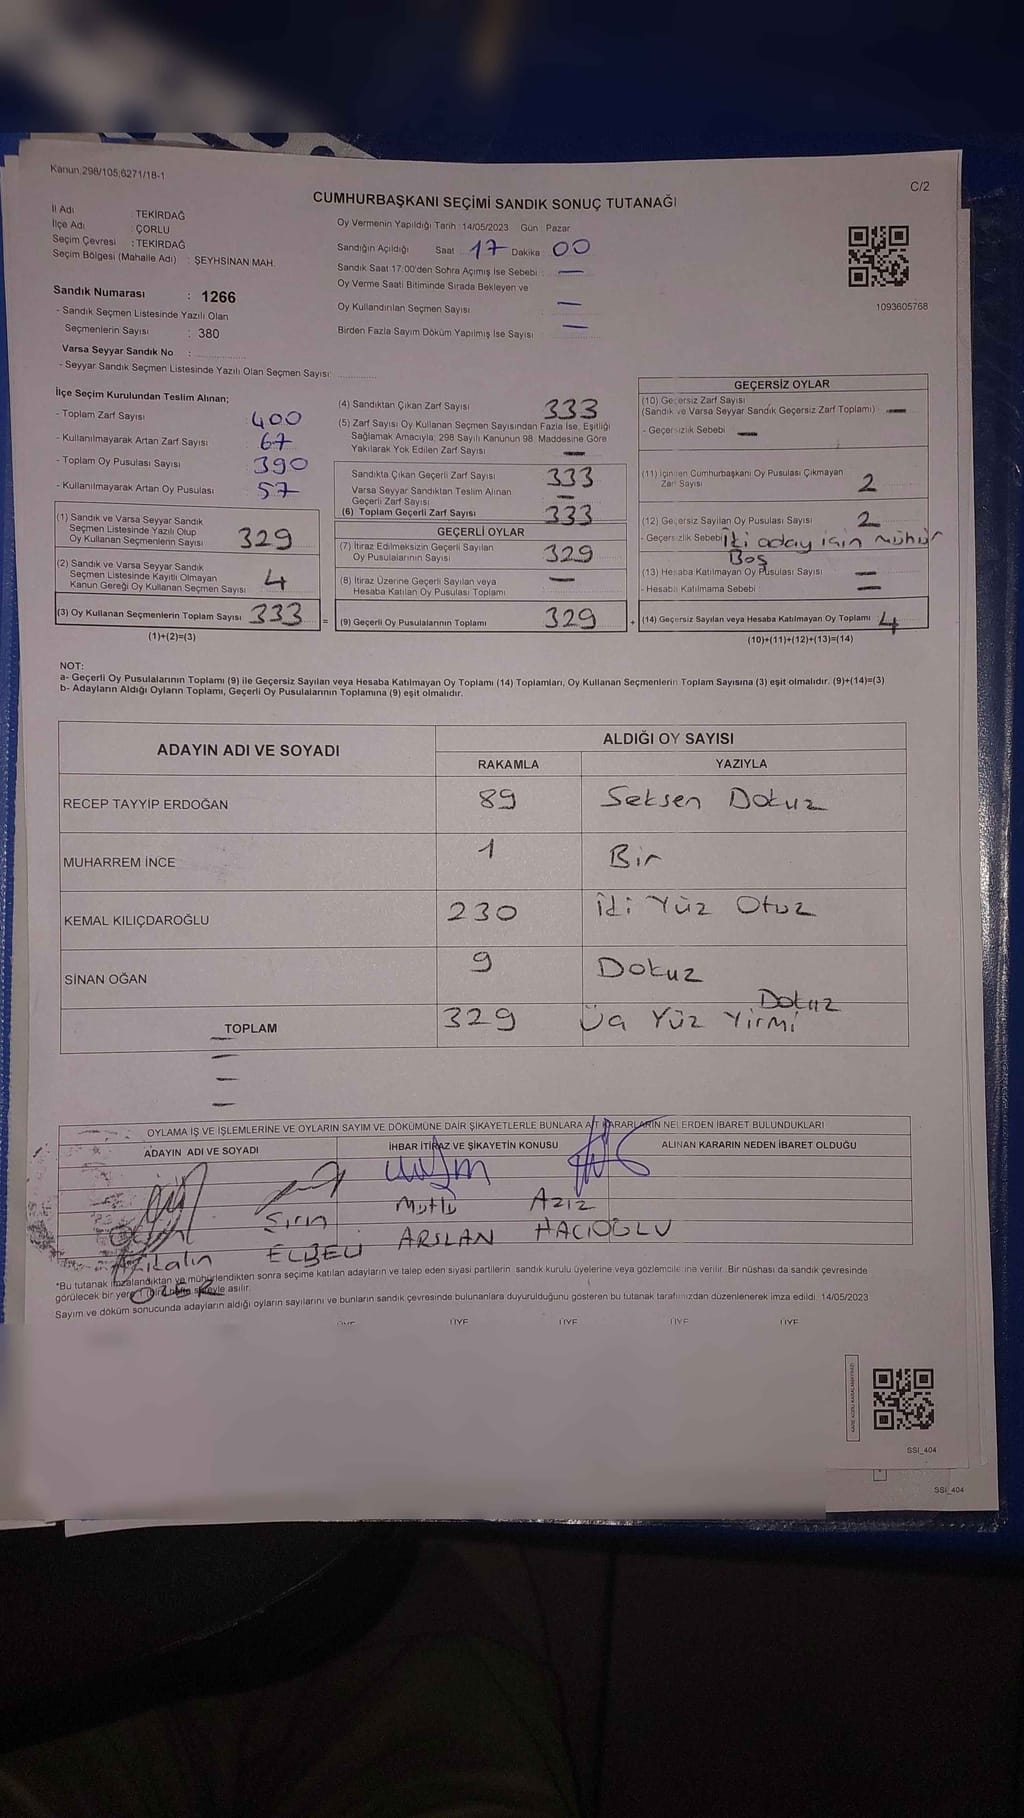 Kanun.298/105,6271/18-1
C/2
CUMHURBAŞKANI SEÇİMİ SANDIK SONUÇ TUTANAĞI
İl Adı : TEKİRDAĞ
İlçe Adı : ÇORLU
Seçim Çevresi : TEKİRDAĞ
Seçim Bölgesi (Mahalle Adı) : ŞEYHSİNAN MAH.
Oy Vermenin Yapıldığı Tarih :14/05/2023 Gün Pazar
Sandığın Açıldığı Saat 17 Dakika 00
Sandık Saat 17:00'den Sonra Açımış İse Sebebi : —
Oy Verme Saati Bitiminde Sırada Bekleyen ve
Oy Kullandırılan Seçmen Sayısı : —
Birden Fazla Sayım Döküm Yapılmış İse Sayısı : —
1093605768
Sandık Numarası : 1266
- Sandık Seçmen Listesinde Yazılı Olan
Seçmenlerin Sayısı : 380
Varsa Seyyar Sandık No :
- Seyyar Sandık Seçmen Listesinde Yazılı Olan Seçmen Sayısı:
İlçe Seçim Kurulundan Teslim Alınan;
- Toplam Zarf Sayısı 400
- Kullanılmayarak Artan Zarf Sayısı 67
- Toplam Oy Pusulası Sayısı 390
- Kullanılmayarak Artan Oy Pusulası 57
(1) Sandık ve Varsa Seyyar Sandık
Seçmen Listesinde Yazılı Olup
Oy Kullanan Seçmenlerin Sayısı 329
(2) Sandık ve Varsa Seyyar Sandık
Seçmen Listesinde Kayıtlı Olmayan
Kanun Gereği Oy Kullanan Seçmen Sayısı 4
(3) Oy Kullanan Seçmenlerin Toplam Sayısı 333 =
(1)+(2)=(3)
(4) Sandıktan Çıkan Zarf Sayısı 333
(5) Zarf Sayısı Oy Kullanan Seçmen Sayısından Fazla İse, Eşitliği
Sağlamak Amacıyla; 298 Sayılı Kanunun 98 Maddesine Göre
Yakılarak Yok Edilen Zarf Sayısı —
Sandıkta Çıkan Geçerli Zarf Sayısı 333
Varsa Seyyar Sandıktan Teslim Alınan
Geçerli Zarf Sayısı —
(6) Toplam Geçerli Zarf Sayısı 333
GEÇERLİ OYLAR
(7) İtiraz Edilmeksizin Geçerli Sayılan
Oy Pusulalarının Sayısı 329
(8) İtiraz Üzerine Geçerli Sayılan veya
Hesaba Katılan Oy Pusulası Toplamı —
(9) Geçerli Oy Pusulalarının Toplamı 329 +
GEÇERSİZ OYLAR
(10) Geçersiz Zarf Sayısı
(Sandık ve Varsa Seyyar Sandık Geçersiz Zarf Toplamı) : —
- Geçersizlik Sebebi : —
(11) İçinden Cumhurbaşkanı Oy Pusulası Çıkmayan
Zarf Sayısı 2
(12) Geçersiz Sayılan Oy Pusulası Sayısı 2
- Geçersizlik Sebebi İki aday için mühür
Boş
(13) Hesaba Katılmayan Oy Pusulası Sayısı : —
- Hesaba Katılmama Sebebi : —
(14) Geçersiz Sayılan veya Hesaba Katılmayan Oy Toplamı 4
(10)+(11)+(12)+(13)=(14)
NOT:
a- Geçerli Oy Pusulalarının Toplamı (9) ile Geçersiz Sayılan veya Hesaba Katılmayan Oy Toplamı (14) Toplamları, Oy Kullanan Seçmenlerin Toplam Sayısına (3) eşit olmalıdır. (9)+(14)=(3)
b- Adayların Aldığı Oyların Toplamı, Geçerli Oy Pusulalarının Toplamına (9) eşit olmalıdır.
ADAYIN ADI VE SOYADI
ALDIĞI OY SAYISI
RAKAMLA YAZIYLA
RECEP TAYYİP ERDOĞAN 89 Seksen Dokuz
MUHARREM İNCE 1 Bir
KEMAL KILIÇDAROĞLU 230 İki Yüz Otuz
SİNAN OĞAN 9 Dokuz
TOPLAM 329 Üç Yüz Yirmi Dokuz
OYLAMA İŞ VE İŞLEMLERİNE VE OYLARIN SAYIM VE DÖKÜMÜNE DAİR ŞİKAYETLERLE BUNLARA AİT KARARLARIN NELERDEN İBARET BULUNDUKLARI
ADAYIN ADI VE SOYADI İHBAR İTİRAZ VE ŞİKAYETİN KONUSU ALINAN KARARIN NEDEN İBARET OLDUĞU
Şirin Mutlu Aziz
ELBELİ ARSLAN HACIOĞLU
ÖZER
*Bu tutanak imzalandıktan ve mühürlendikten sonra seçime katılan adayların ve talep eden siyasi partilerin sandık kurulu üyelerine veya gözlemcilerine verilir. Bir nüshası da sandık çevresinde
görülecek bir yere bir hafta süreyle asılır.
Sayım ve döküm sonucunda adayların aldığı oyların sayılarını ve bunların sandık çevresinde bulunanlara duyurulduğunu gösteren bu tutanak tarafımızdan düzenlenerek imza edildi. 14/05/2023
ÜYE ÜYE ÜYE ÜYE ÜYE
SSİ_404
SSİ_404